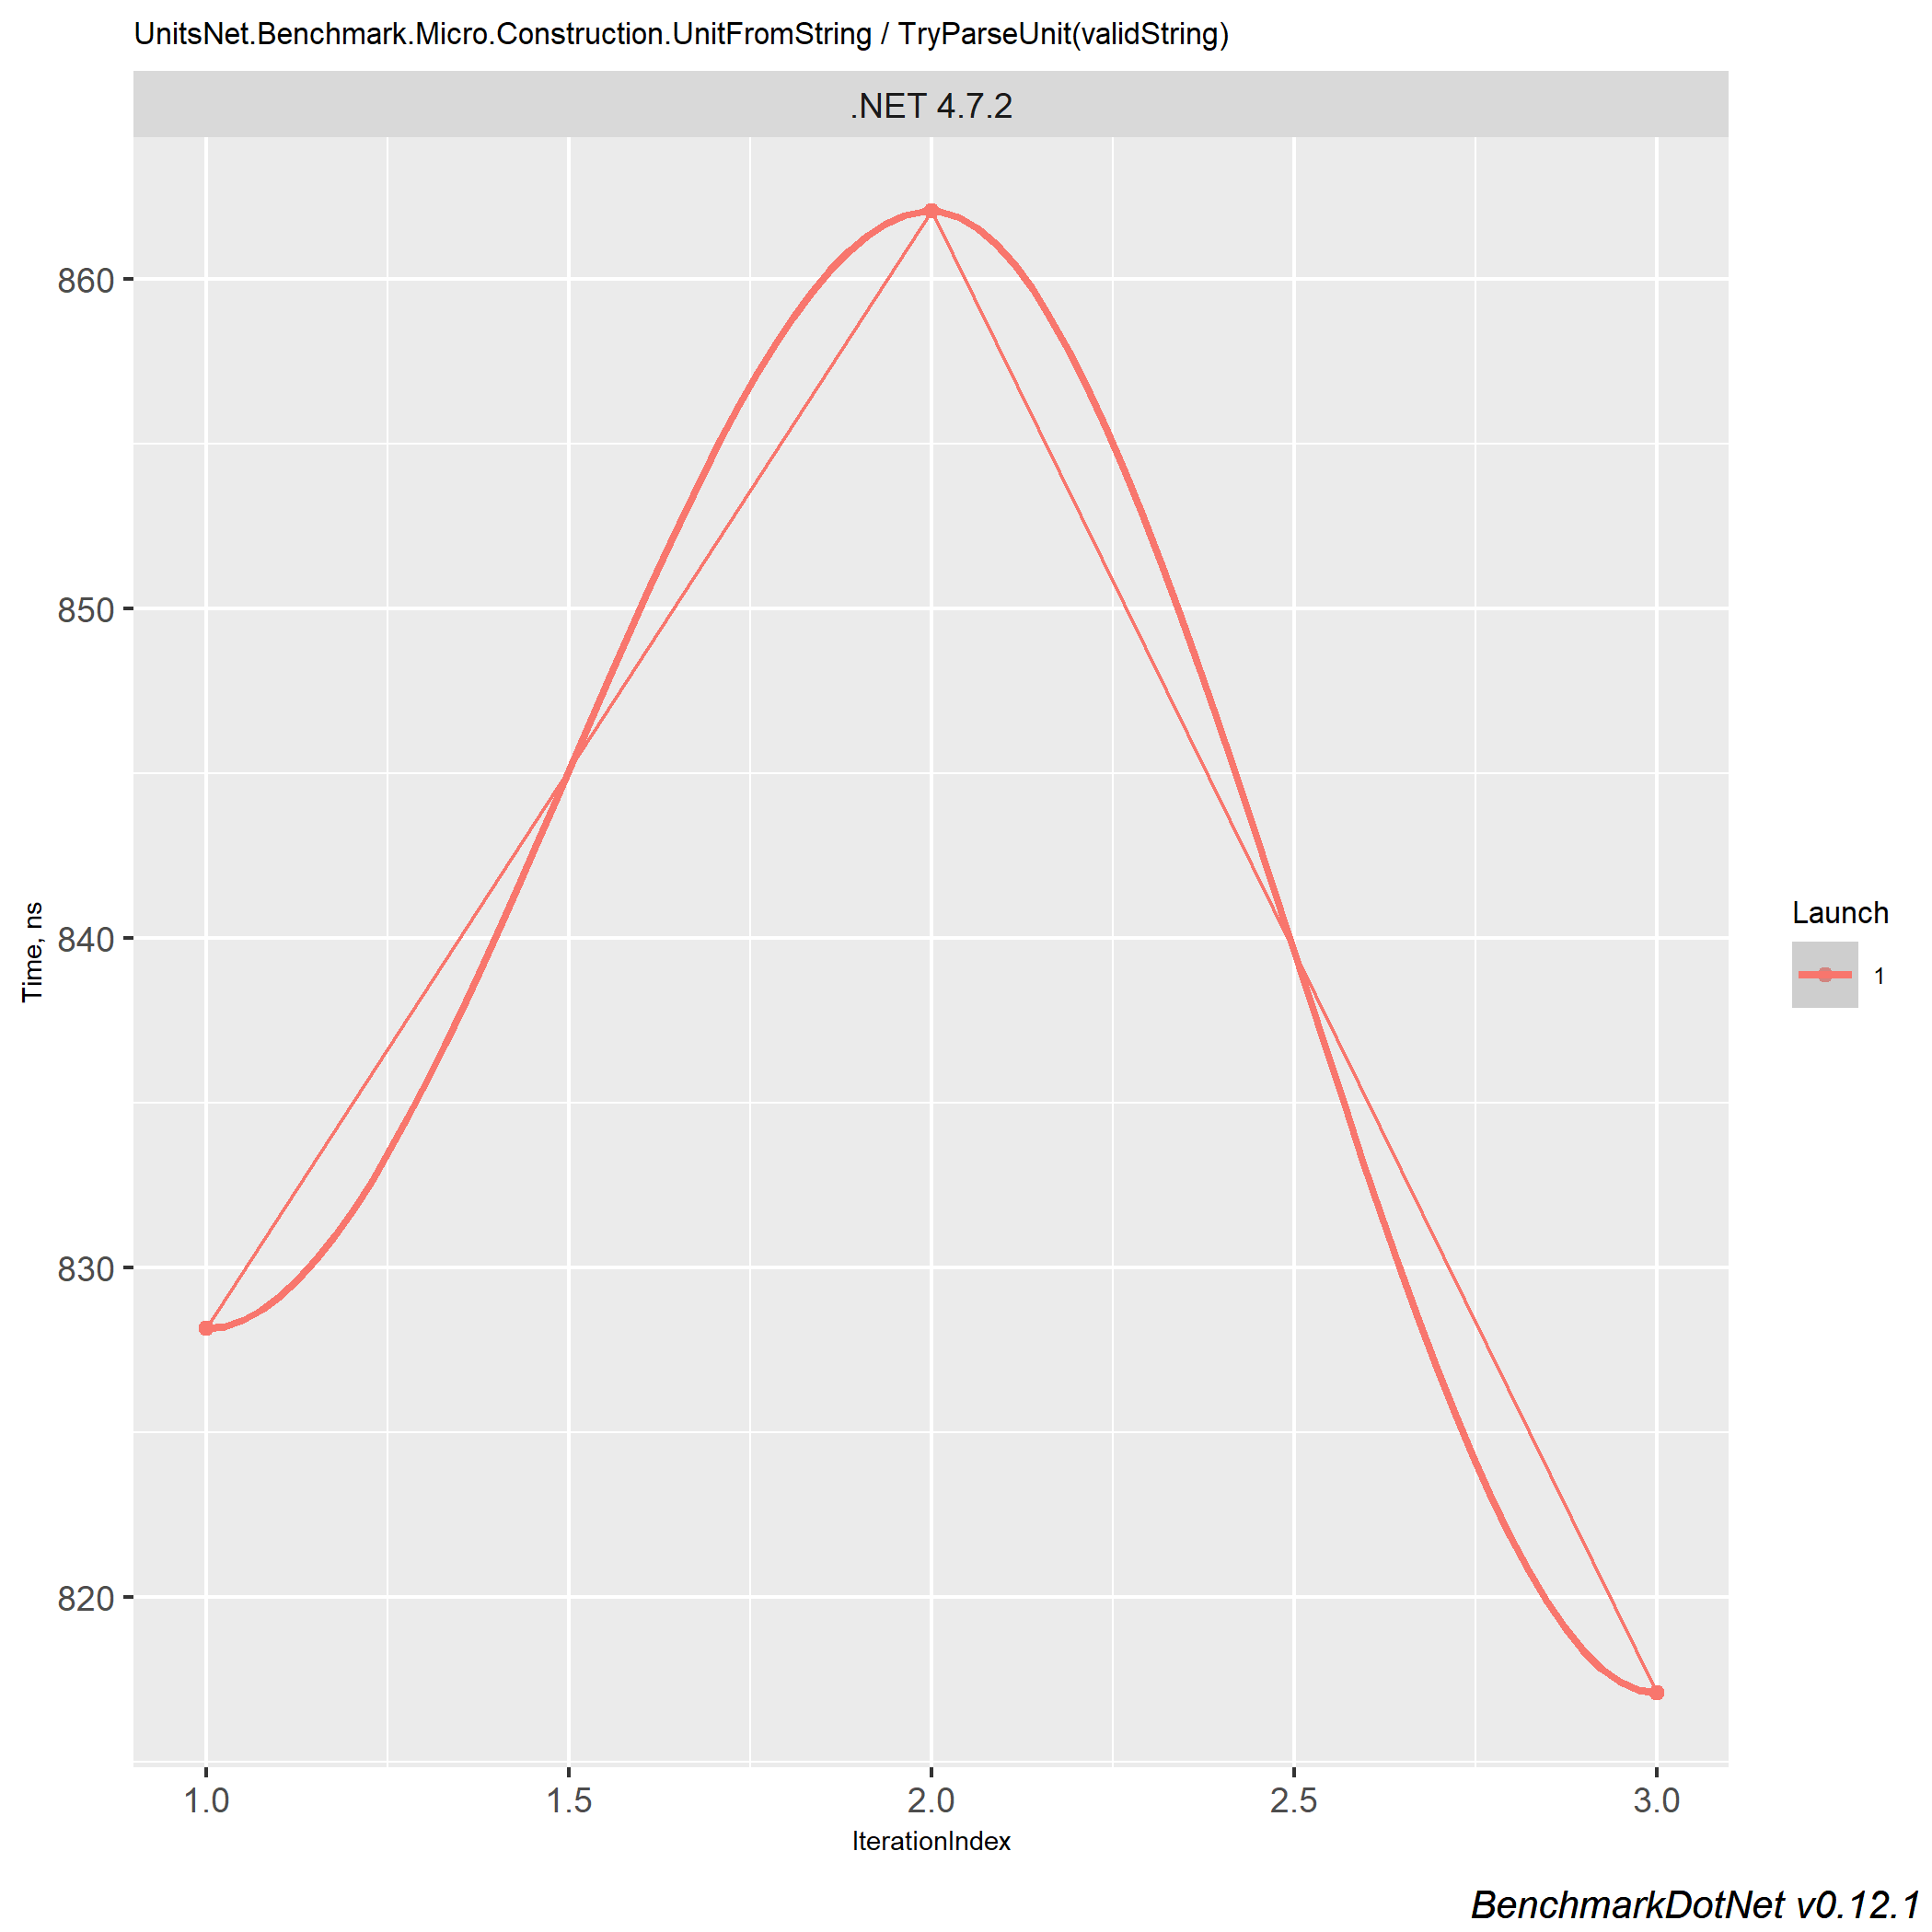 UnitsNet.Benchmark.Micro.Construction.UnitFromString / TryParseUnit(validString)
.NET 4.7.2
860
850
840
830
820
Time, ns
1.0 1.5 2.0 2.5 3.0
IterationIndex
Launch
1
BenchmarkDotNet v0.12.1